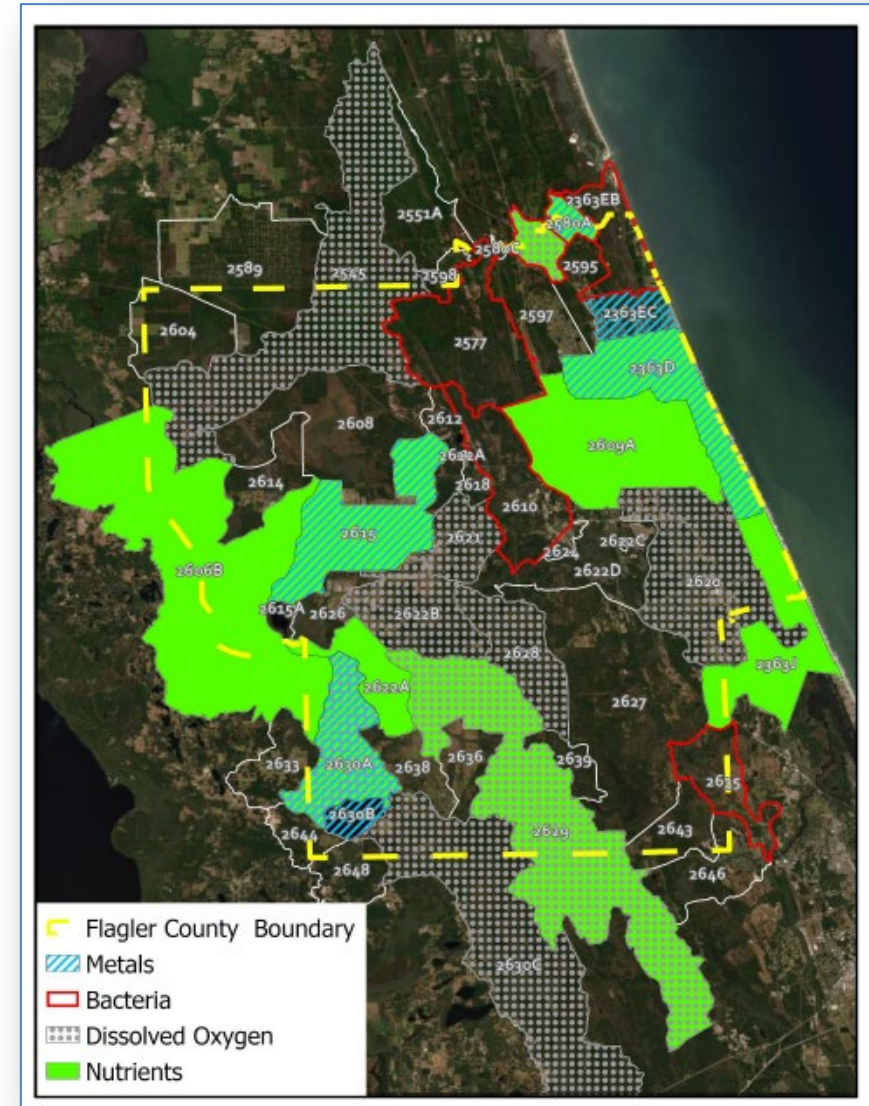 2363EB
2551A
2580A
2580C
2595
2589
2545
2598
2597
2363EC
2604
2577
2363D
2608
2612
2609A
2612A
2614
2618
2610
2615
2621
2624
2622C
2622D
2620
2606B
2615A
2626
2622B
2628
2363J
2622A
2627
2633
2630A
2638
2636
2639
2635
2630B
2644
2629
2643
2648
2646
2630C
Flagler County Boundary
Metals
Bacteria
Dissolved Oxygen
Nutrients